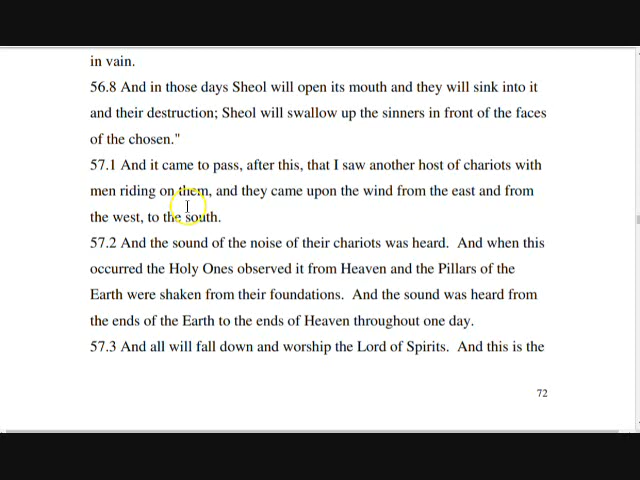 in vain.
56.8 And in those days Sheol will open its mouth and they will sink into it
and their destruction; Sheol will swallow up the sinners in front of the faces
of the chosen."
57.1 And it came to pass, after this, that I saw another host of chariots with
men riding on them, and they came upon the wind from the east and from
the west, to the south.
57.2 And the sound of the noise of their chariots was heard.  And when this
occurred the Holy Ones observed it from Heaven and the Pillars of the
Earth were shaken from their foundations.  And the sound was heard from
the ends of the Earth to the ends of Heaven throughout one day.
57.3 And all will fall down and worship the Lord of Spirits.  And this is the
72